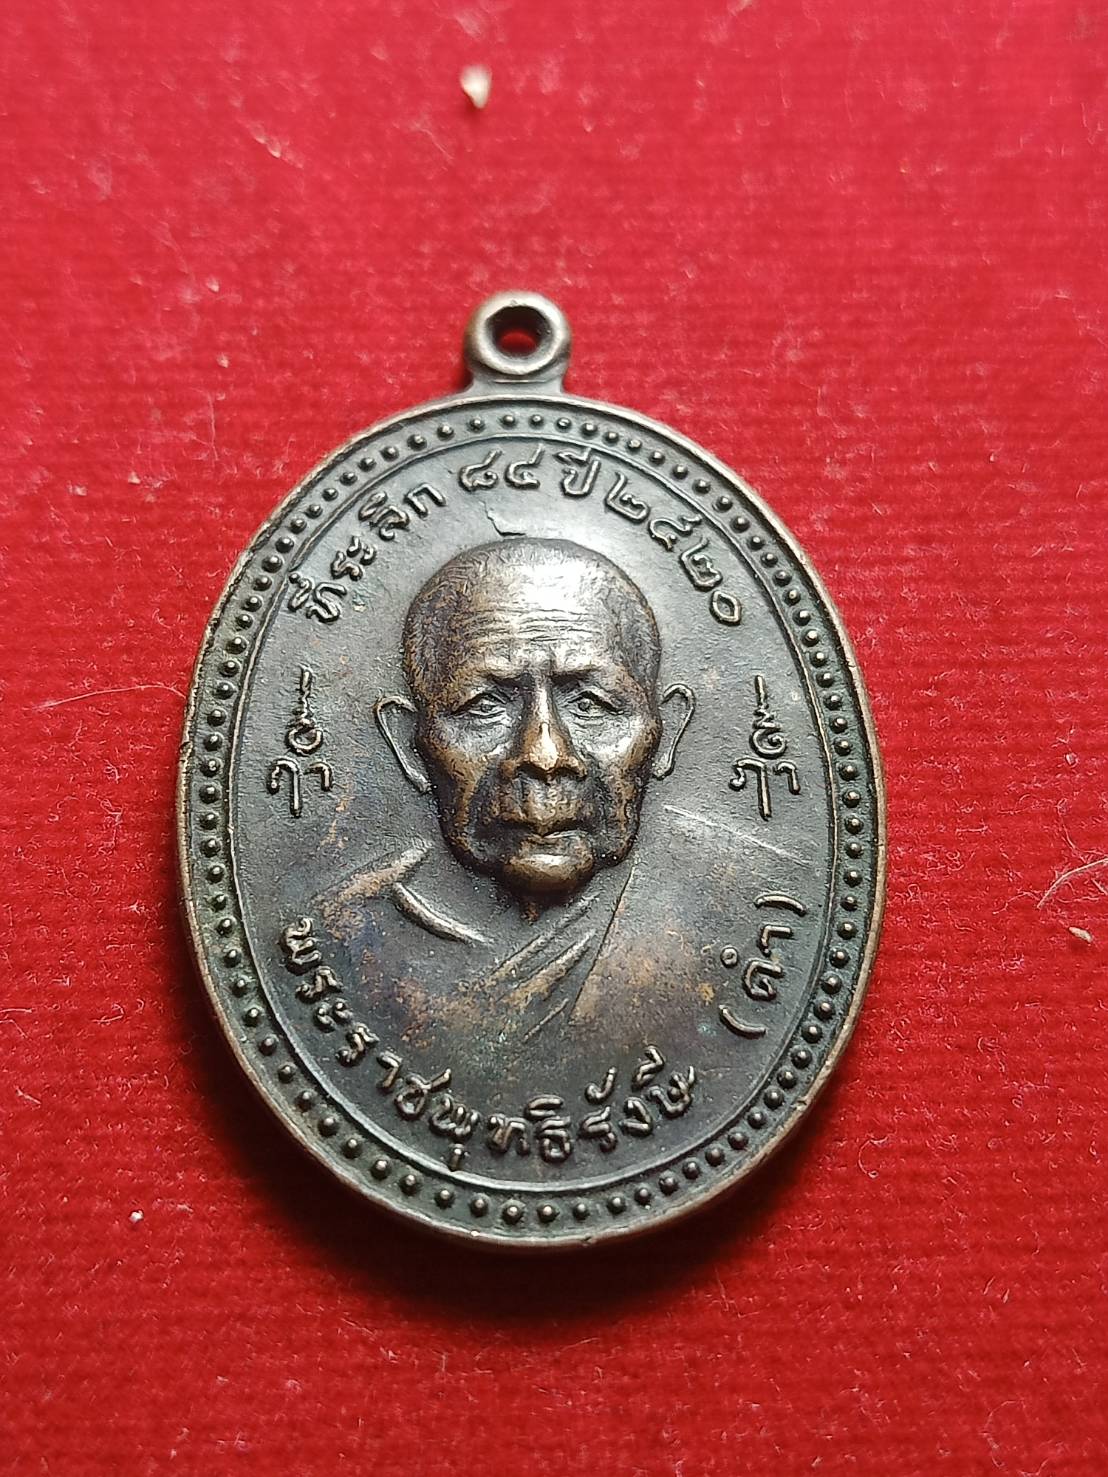 ที่ระลึก ๘๔ ปี ๒๕๒๐
พระราชพุทธิรังษี (ดำ)